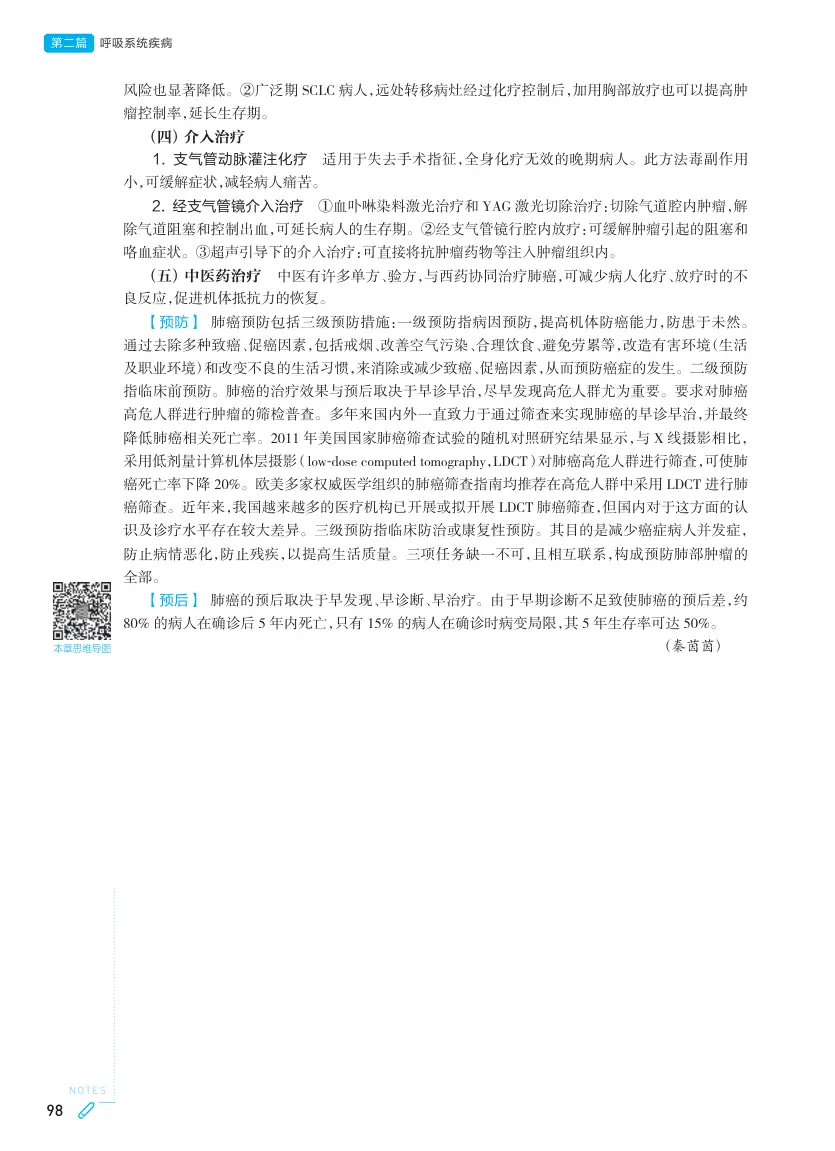 第二篇 呼吸系统疾病
风险也显著降低。②广泛期 SCLC 病人,远处转移病灶经过化疗控制后,加用胸部放疗也可以提高肿
瘤控制率,延长生存期。
(四) 介入治疗
1. 支气管动脉灌注化疗 适用于失去手术指征,全身化疗无效的晚期病人。此方法毒副作用
小,可缓解症状,减轻病人痛苦。
2. 经支气管镜介入治疗 ①血卟啉染料激光治疗和 YAG 激光切除治疗:切除气道腔内肿瘤,解
除气道阻塞和控制出血,可延长病人的生存期。②经支气管镜行腔内放疗:可缓解肿瘤引起的阻塞和
咯血症状。③超声引导下的介入治疗:可直接将抗肿瘤药物等注入肿瘤组织内。
(五) 中医药治疗 中医有许多单方、验方,与西药协同治疗肺癌,可减少病人化疗、放疗时的不
良反应,促进机体抵抗力的恢复。
【预防】 肺癌预防包括三级预防措施:一级预防指病因预防,提高机体防癌能力,防患于未然。
通过去除多种致癌、促癌因素,包括戒烟、改善空气污染、合理饮食、避免劳累等,改造有害环境(生活
及职业环境)和改变不良的生活习惯,来消除或减少致癌、促癌因素,从而预防癌症的发生。二级预防
指临床前预防。肺癌的治疗效果与预后取决于早诊早治,尽早发现高危人群尤为重要。要求对肺癌
高危人群进行肿瘤的筛检普查。多年来国内外一直致力于通过筛查来实现肺癌的早诊早治,并最终
降低肺癌相关死亡率。2011 年美国国家肺癌筛查试验的随机对照研究结果显示,与 X 线摄影相比,
采用低剂量计算机体层摄影(low-dose computed tomography,LDCT)对肺癌高危人群进行筛查,可使肺
癌死亡率下降 20%。欧美多家权威医学组织的肺癌筛查指南均推荐在高危人群中采用 LDCT 进行肺
癌筛查。近年来,我国越来越多的医疗机构已开展或拟开展 LDCT 肺癌筛查,但国内对于这方面的认
识及诊疗水平存在较大差异。三级预防指临床防治或康复性预防。其目的是减少癌症病人并发症,
防止病情恶化,防止残疾,以提高生活质量。三项任务缺一不可,且相互联系,构成预防肺部肿瘤的
全部。
【预后】 肺癌的预后取决于早发现、早诊断、早治疗。由于早期诊断不足致使肺癌的预后差,约
80% 的病人在确诊后 5 年内死亡,只有 15% 的病人在确诊时病变局限,其 5 年生存率可达 50%。
(秦茵茵)
本章思维导图
NOTES
98